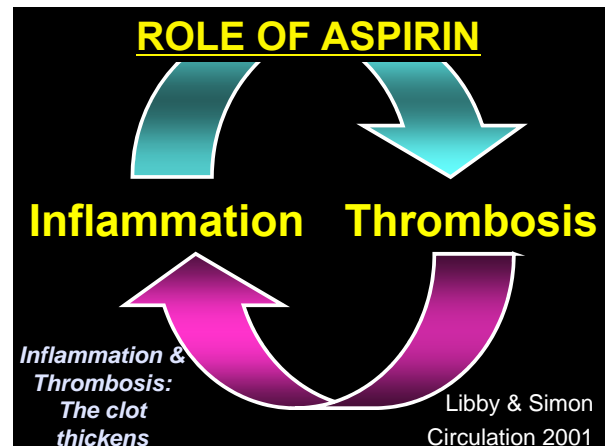 ROLE OF ASPIRIN
Inflammation Thrombosis
Inflammation &
Thrombosis:
The clot
thickens
Libby & Simon
Circulation 2001